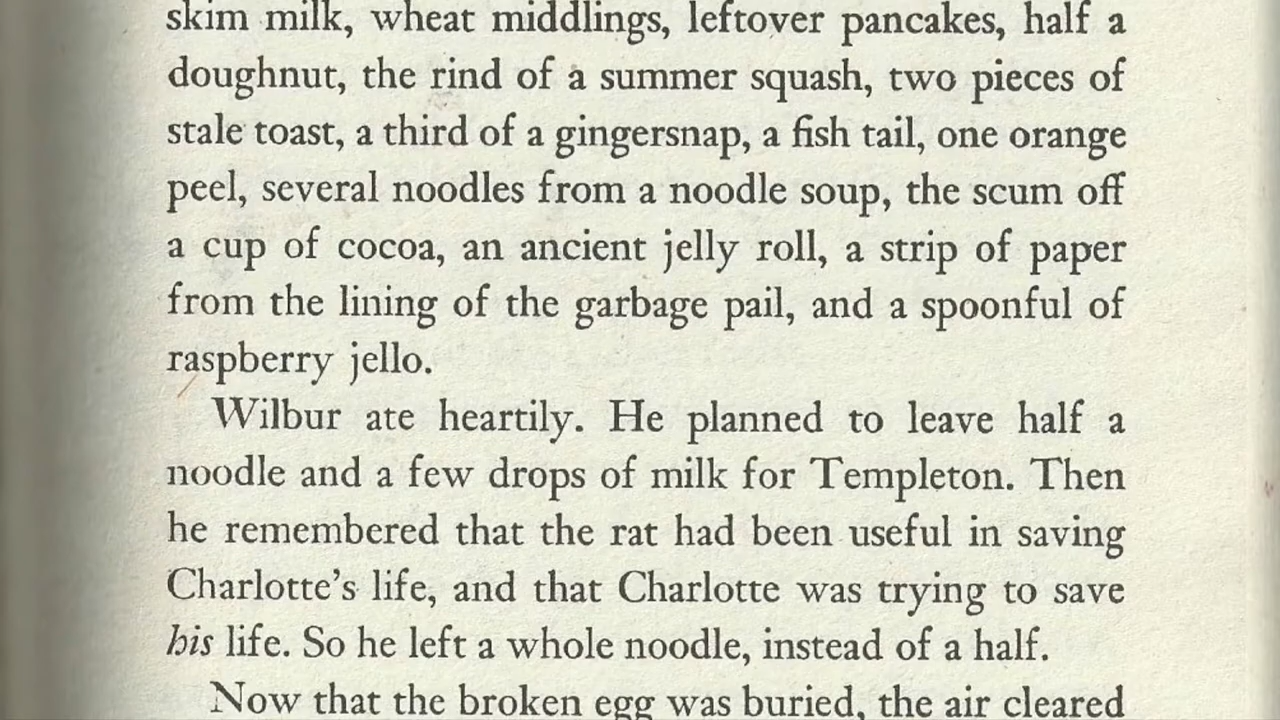 skim milk, wheat middlings, leftover pancakes, half a
doughnut, the rind of a summer squash, two pieces of
stale toast, a third of a gingersnap, a fish tail, one orange
peel, several noodles from a noodle soup, the scum off
a cup of cocoa, an ancient jelly roll, a strip of paper
from the lining of the garbage pail, and a spoonful of
raspberry jello.
Wilbur ate heartily. He planned to leave half a
noodle and a few drops of milk for Templeton. Then
he remembered that the rat had been useful in saving
Charlotte's life, and that Charlotte was trying to save
his life. So he left a whole noodle, instead of a half.
Now that the broken egg was buried, the air cleared